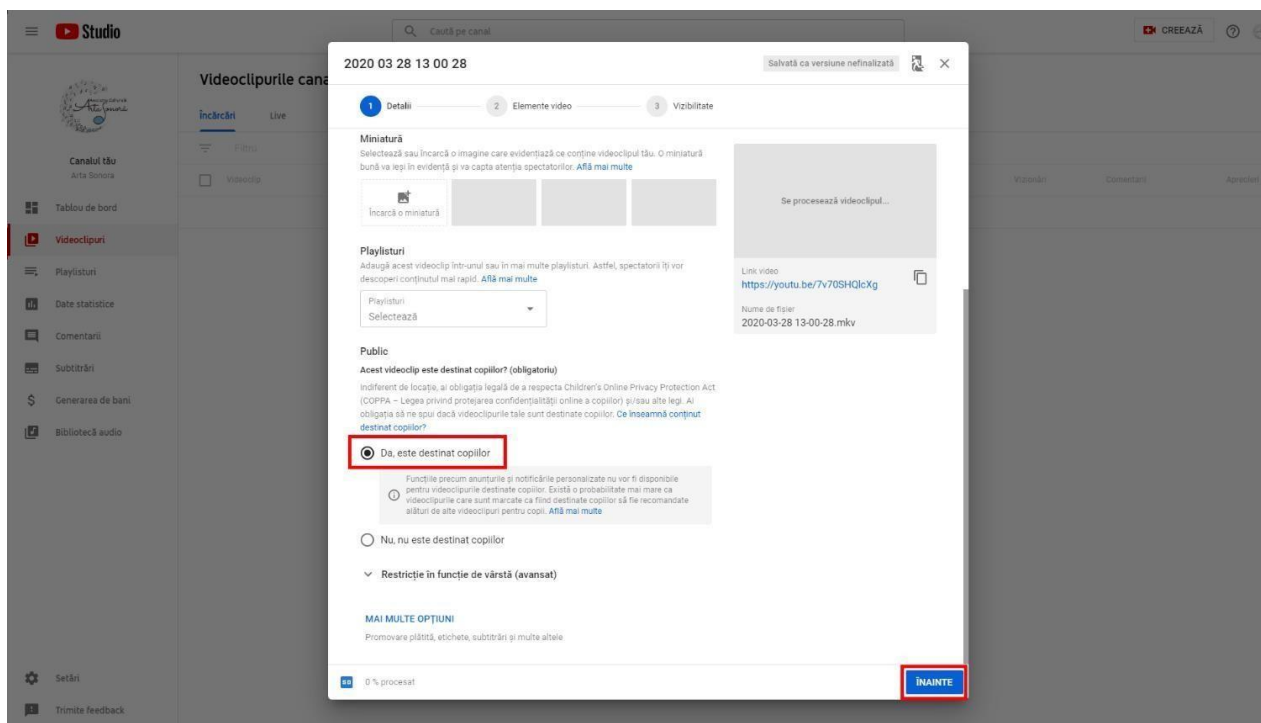 Studio
Caută pe canal
CREEAZĂ
Arta Sonora
Canalul tău
Arta Sonora
Tablou de bord
Videoclipuri
Playlisturi
Date statistice
Comentarii
Subtitrări
Generarea de bani
Bibliotecă audio
Setări
Trimite feedback
Videoclipurile cana
Încărcări Live
Filtru
Videoclip
Vizionări Comentarii Aprecieri
2020 03 28 13 00 28
Salvată ca versiune nefinalizată
1 Detalii 2 Elemente video 3 Vizibilitate
Miniatură
Selectează sau încarcă o imagine care evidențiază ce conține videoclipul tău. O miniatură
bună va ieși în evidență și va capta atenția spectatorilor. Află mai multe
Încarcă o miniatură
Playlisturi
Adaugă acest videoclip într-unul sau în mai multe playlisturi. Astfel, spectatorii îți vor
descoperi conținutul mai rapid. Află mai multe
Playlisturi
Selectează
Public
Acest videoclip este destinat copiilor? (obligatoriu)
Indiferent de locație, ai obligația legală de a respecta Children's Online Privacy Protection Act
(COPPA – Legea privind protejarea confidențialității online a copiilor) și/sau alte legi. Ai
obligația să ne spui dacă videoclipurile tale sunt destinate copiilor. Ce înseamnă conținut
destinat copiilor?
Da, este destinat copiilor
Funcțiile precum anunțurile și notificările personalizate nu vor fi disponibile
pentru videoclipurile destinate copiilor. Există o probabilitate mai mare ca
videoclipurile care sunt marcate ca fiind destinate copiilor să fie recomandate
alături de alte videoclipuri pentru copii. Află mai multe
Nu, nu este destinat copiilor
Restricție în funcție de vârstă (avansat)
MAI MULTE OPȚIUNI
Promovare plătită, etichete, subtitrări și multe altele
Se procesează videoclipul...
Link video
https://youtu.be/7v70SHQlcXg
Nume de fișier
2020-03-28 13-00-28.mkv
SD 0 % procesat
ÎNAINTE